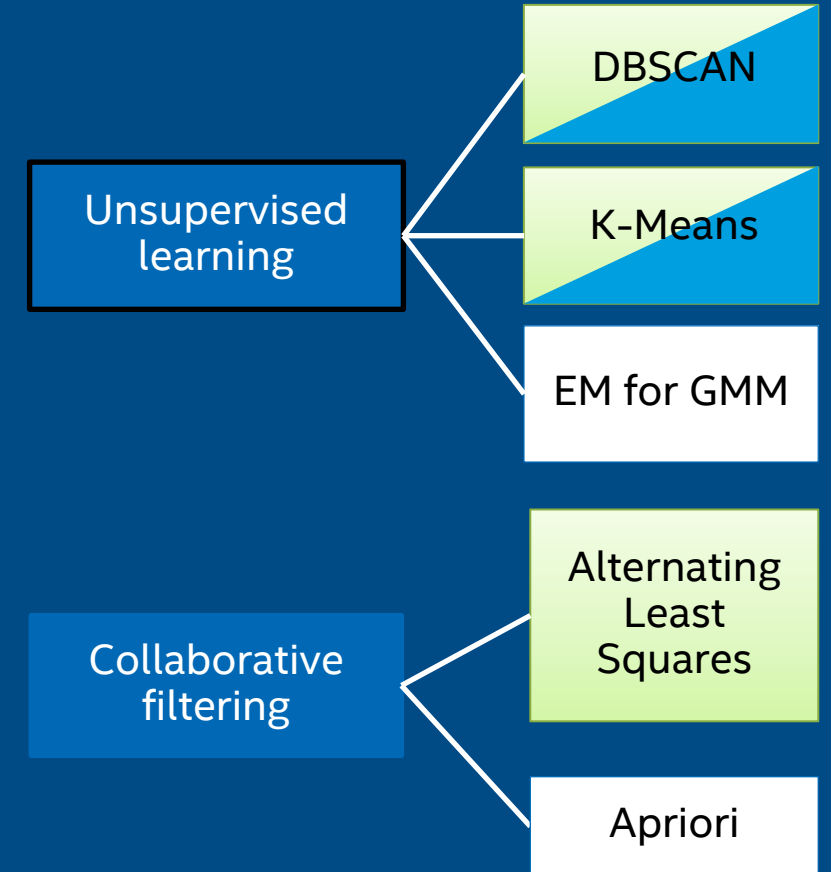 DBSCAN
Unsupervised
learning
K-Means
EM for GMM
Alternating
Least
Squares
Collaborative
filtering
Apriori